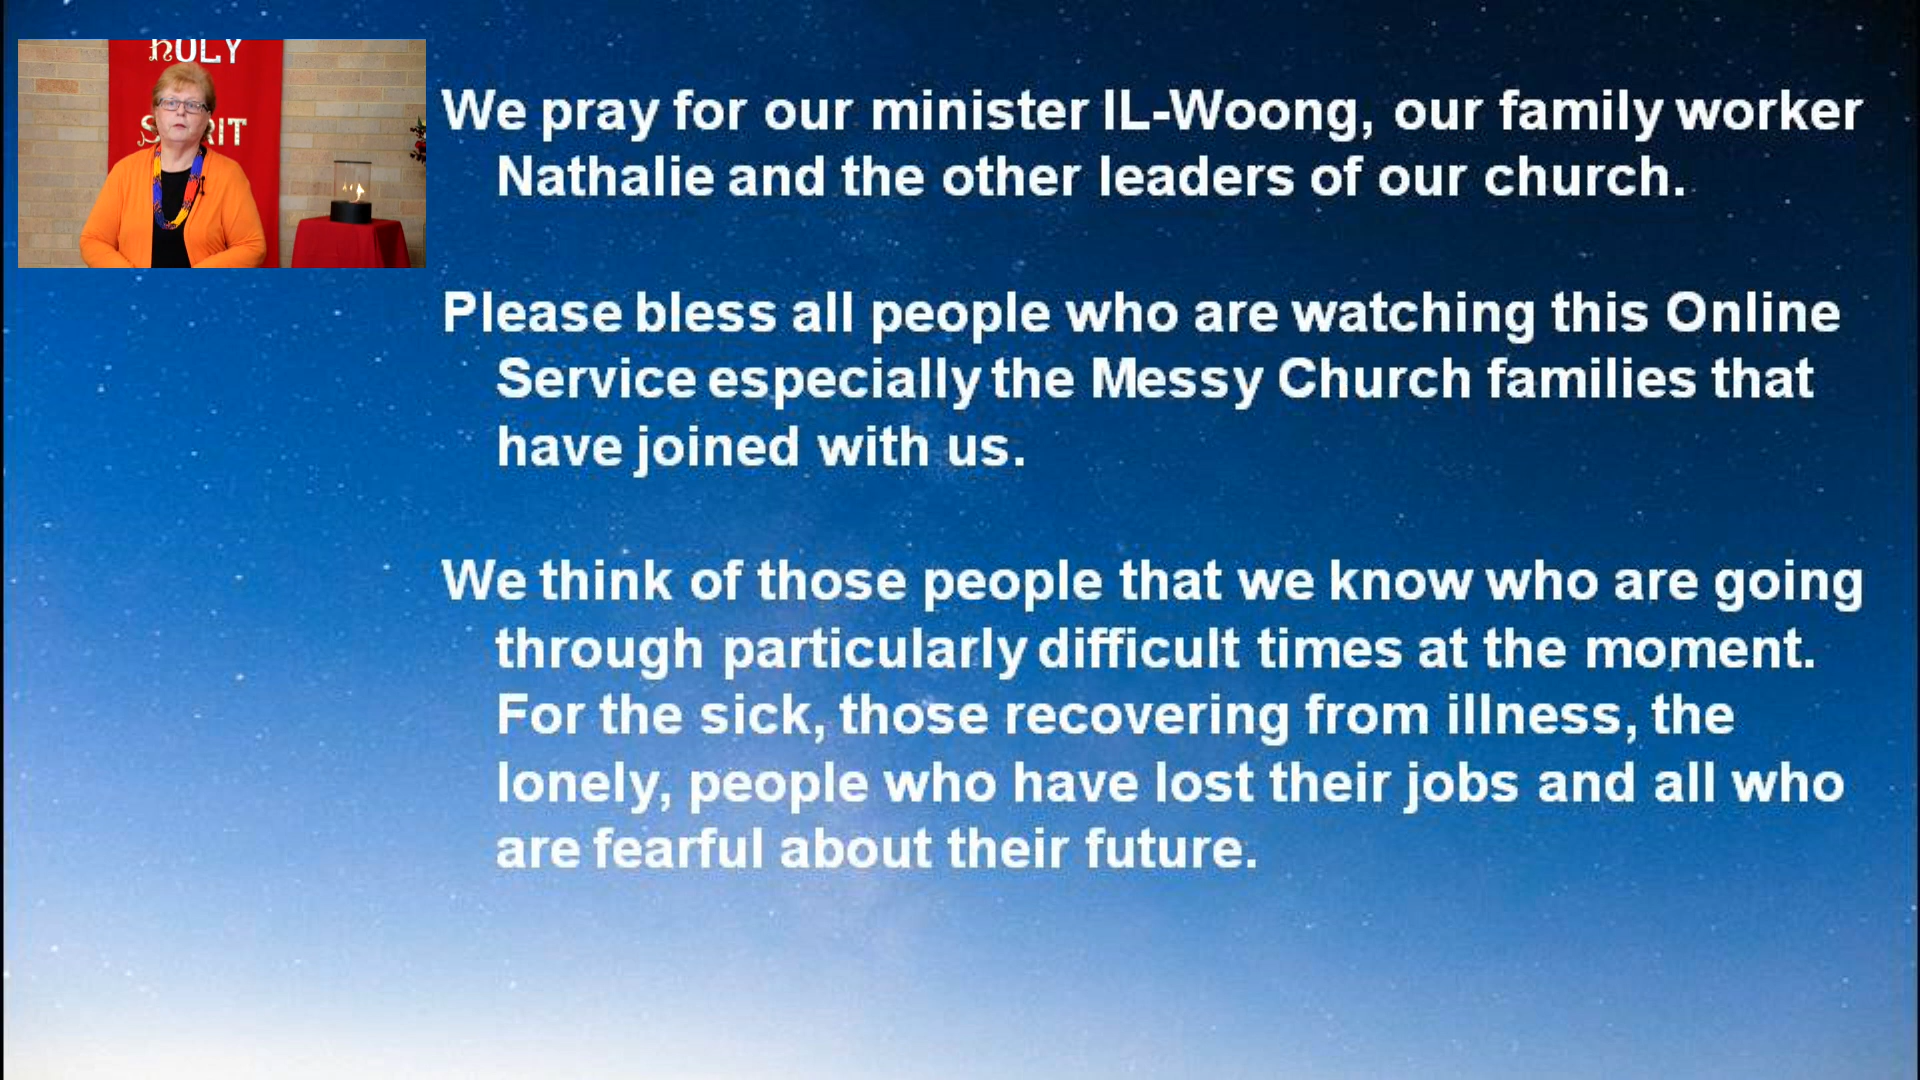 HOLY
We pray for our minister IL-Woong, our family worker
Nathalie and the other leaders of our church.
Please bless all people who are watching this Online
Service especially the Messy Church families that
have joined with us.
We think of those people that we know who are going
through particularly difficult times at the moment.
For the sick, those recovering from illness, the
lonely, people who have lost their jobs and all who
are fearful about their future.